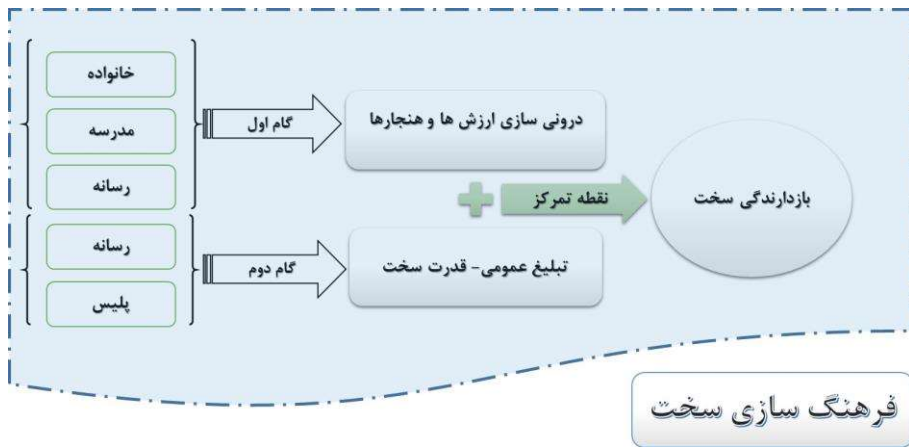 خانواده
مدرسه
رسانه
گام اول
درونی سازی ارزش ها و هنجارها
نقطه تمرکز
بازدارندگی سخت
رسانه
پلیس
گام دوم
تبلیغ عمومی- قدرت سخت
فرهنگ سازی سخت